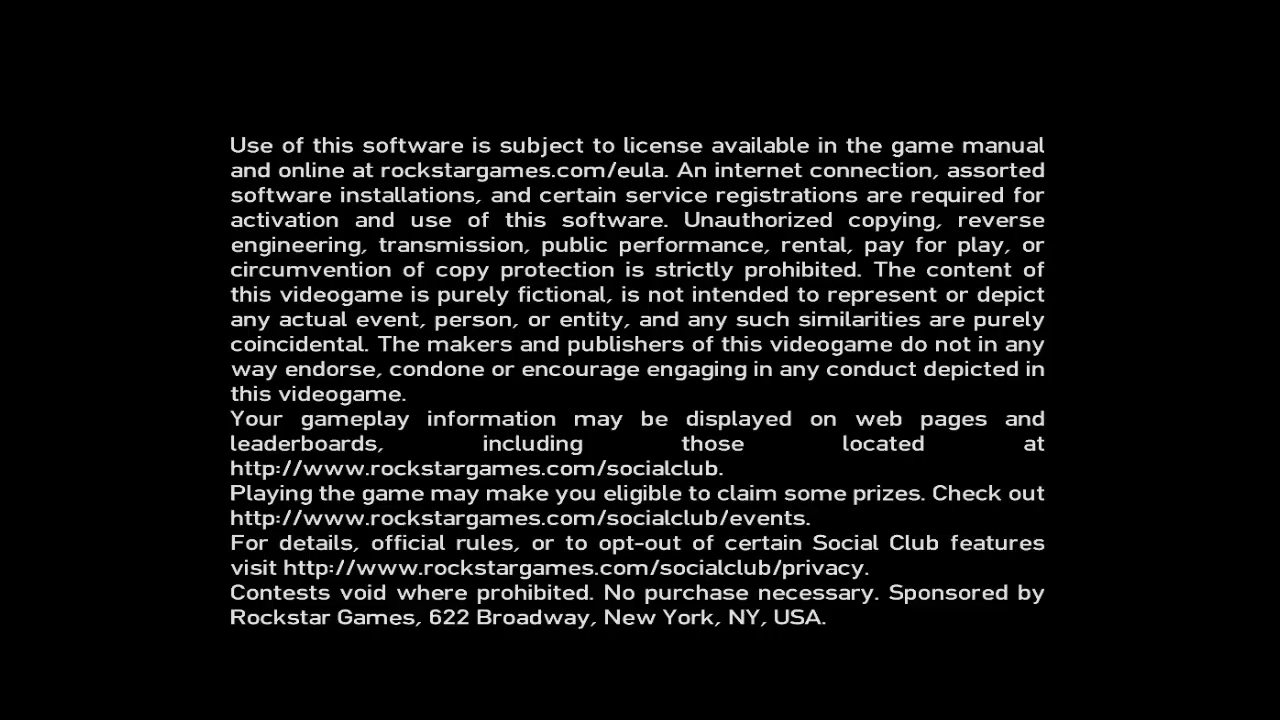 Use of this software is subject to license available in the game manual
and online at rockstargames.com/eula. An internet connection, assorted
software installations, and certain service registrations are required for
activation and use of this software. Unauthorized copying, reverse
engineering, transmission, public performance, rental, pay for play, or
circumvention of copy protection is strictly prohibited. The content of
this videogame is purely fictional, is not intended to represent or depict
any actual event, person, or entity, and any such similarities are purely
coincidental. The makers and publishers of this videogame do not in any
way endorse, condone or encourage engaging in any conduct depicted in
this videogame.
Your gameplay information may be displayed on web pages and
leaderboards, including those located at
http://www.rockstargames.com/socialclub.
Playing the game may make you eligible to claim some prizes. Check out
http://www.rockstargames.com/socialclub/events.
For details, official rules, or to opt-out of certain Social Club features
visit http://www.rockstargames.com/socialclub/privacy.
Contests void where prohibited. No purchase necessary. Sponsored by
Rockstar Games, 622 Broadway, New York, NY, USA.